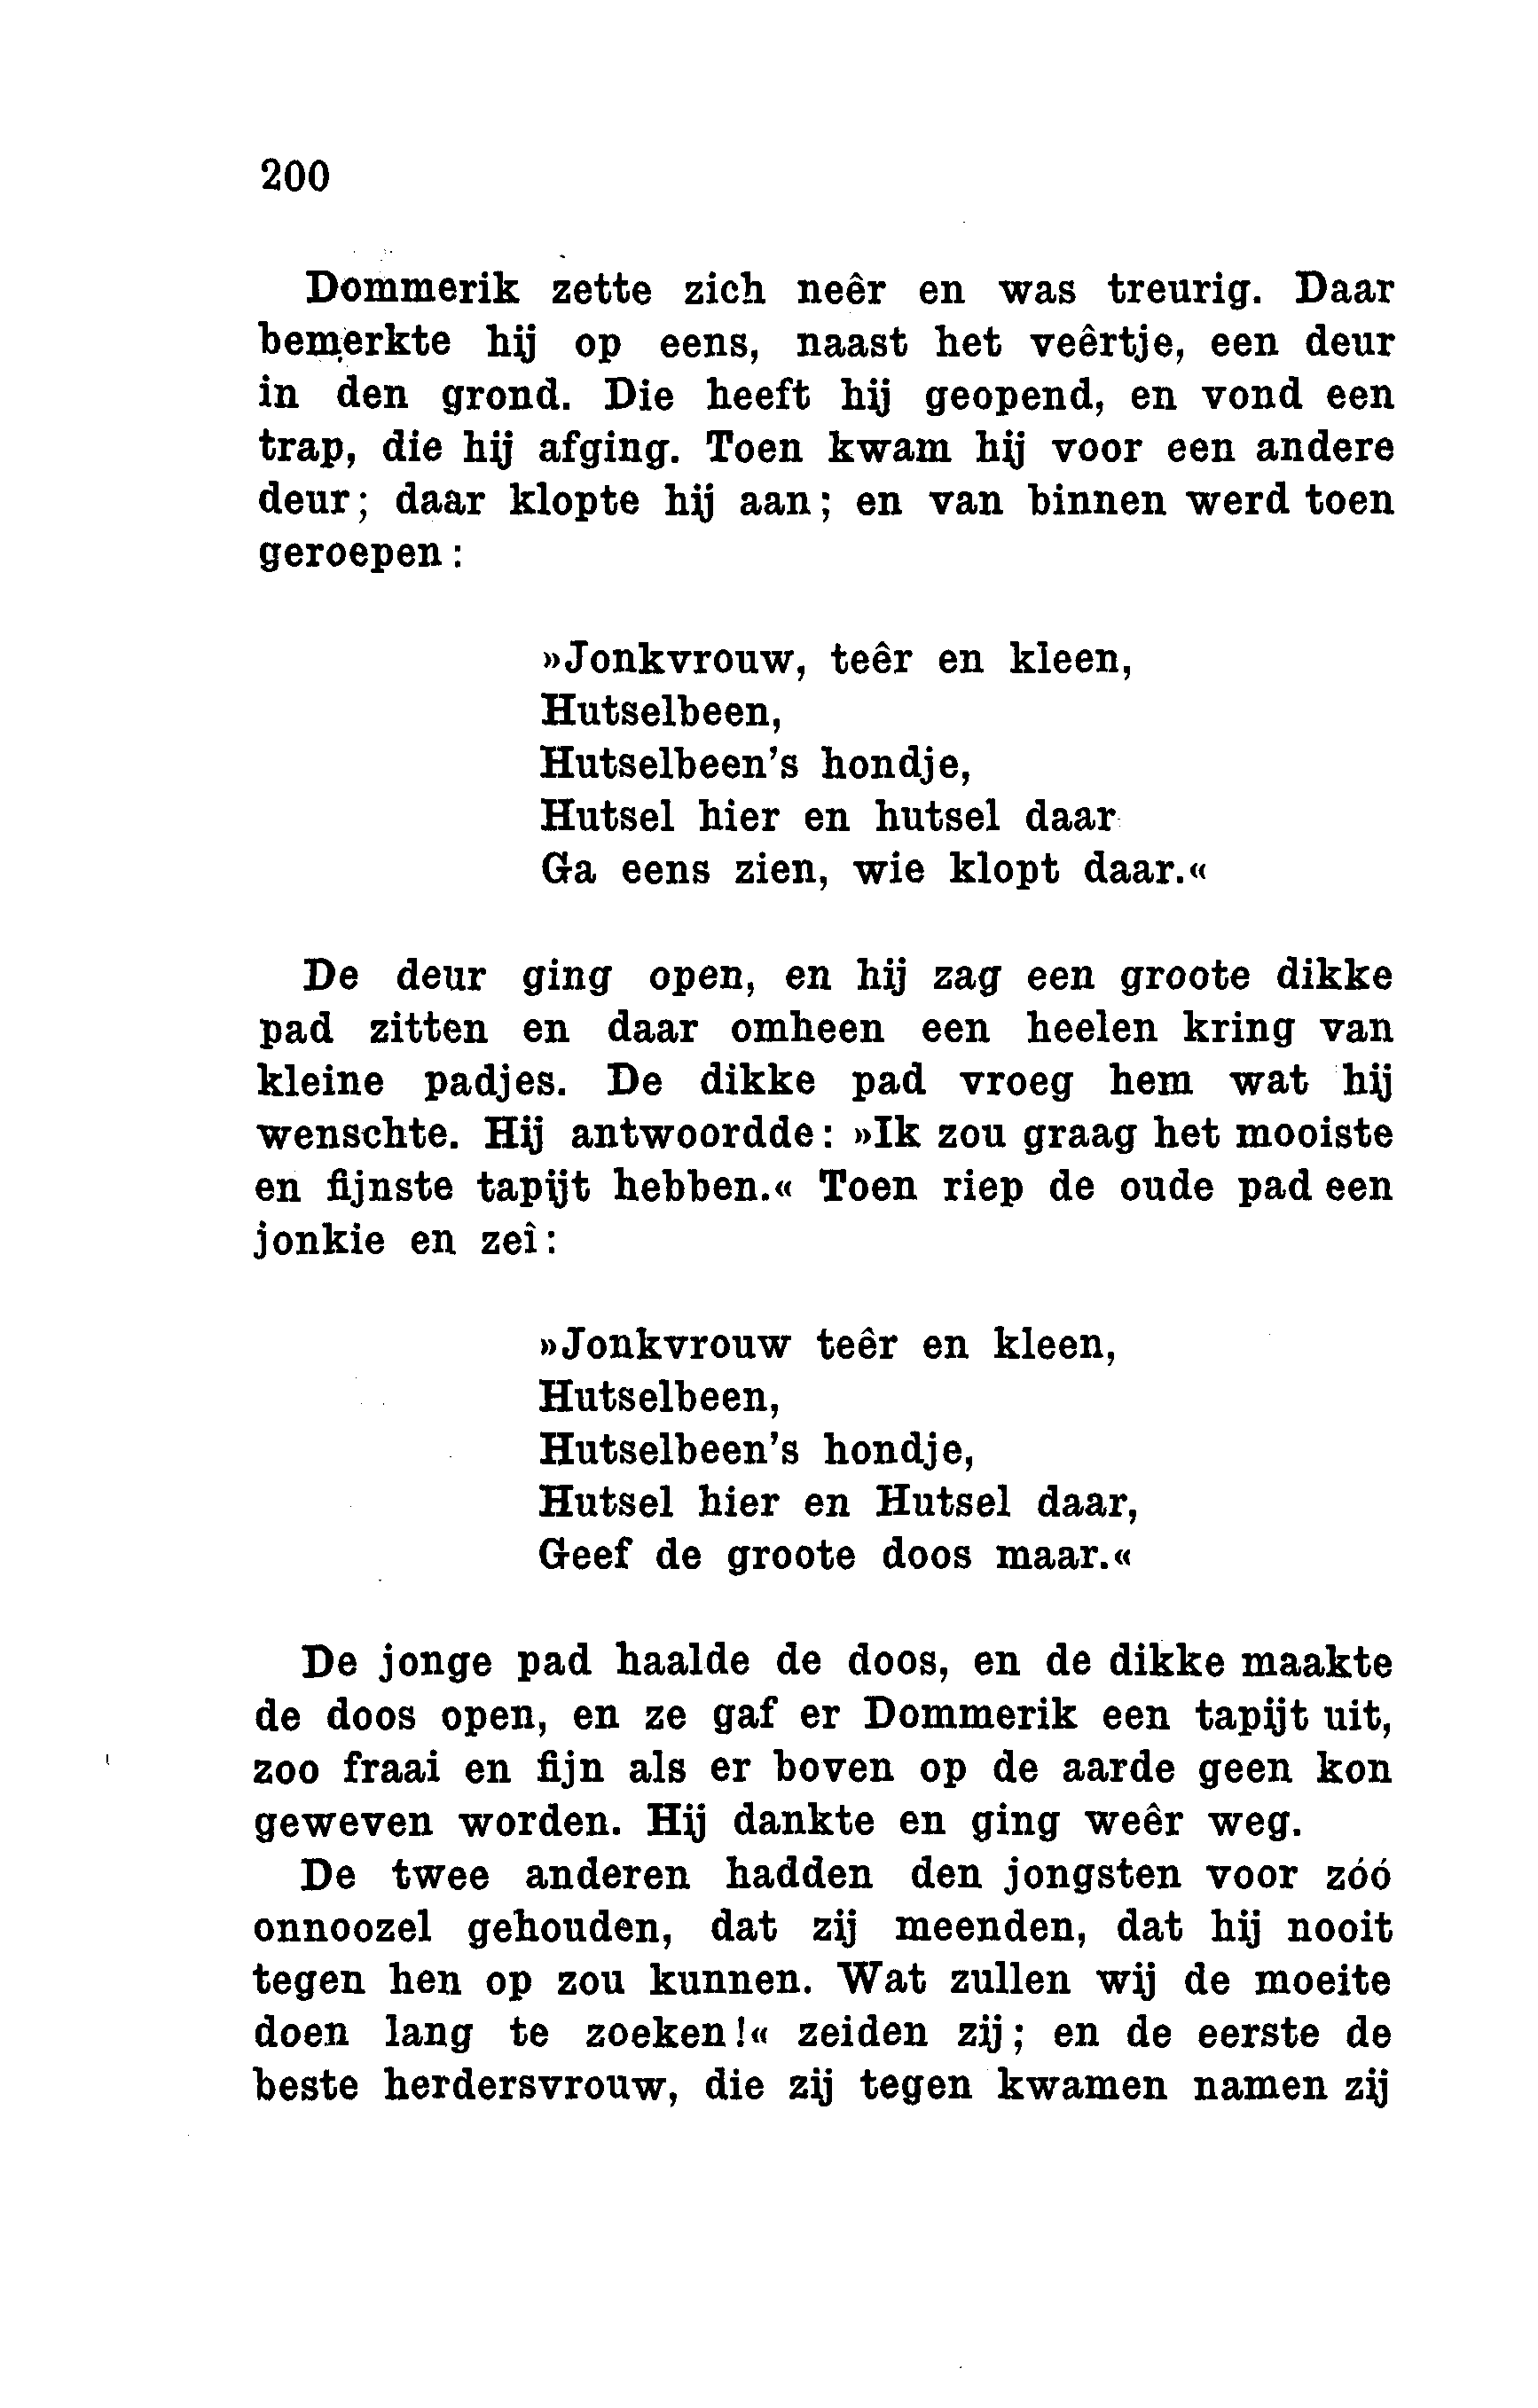 200
Dommerik zette zich neêr en was treurig. Daar
bemerkte hij op eens, naast het veêrtje, een deur
in den grond. Die heeft hij geopend, en vond een
trap, die hij afging. Toen kwam hij voor een andere
deur; daar klopte hij aan; en van binnen werd toen
geroepen:
»Jonkvrouw, teêr en kleen,
Hutselbeen,
Hutselbeen's hondje,
Hutsel hier en hutsel daar
Ga eens zien, wie klopt daar.«
De deur ging open, en hij zag een groote dikke
pad zitten en daar omheen een heelen kring van
kleine padjes. De dikke pad vroeg hem wat hij
wenschte. Hij antwoordde: »Ik zou graag het mooiste
en fijnste tapijt hebben.« Toen riep de oude pad een
jonkie en zeî:
»Jonkvrouw teêr en kleen,
Hutselbeen,
Hutselbeen's hondje,
Hutsel hier en Hutsel daar,
Geef de groote doos maar.«
De jonge pad haalde de doos, en de dikke maakte
de doos open, en ze gaf er Dommerik een tapijt uit,
zoo fraai en fijn als er boven op de aarde geen kon
geweven worden. Hij dankte en ging weêr weg.
De twee anderen hadden den jongsten voor zóó
onnoozel gehouden, dat zij meenden, dat hij nooit
tegen hen op zou kunnen. Wat zullen wij de moeite
doen lang te zoeken!« zeiden zij; en de eerste de
beste herdersvrouw, die zij tegen kwamen namen zij